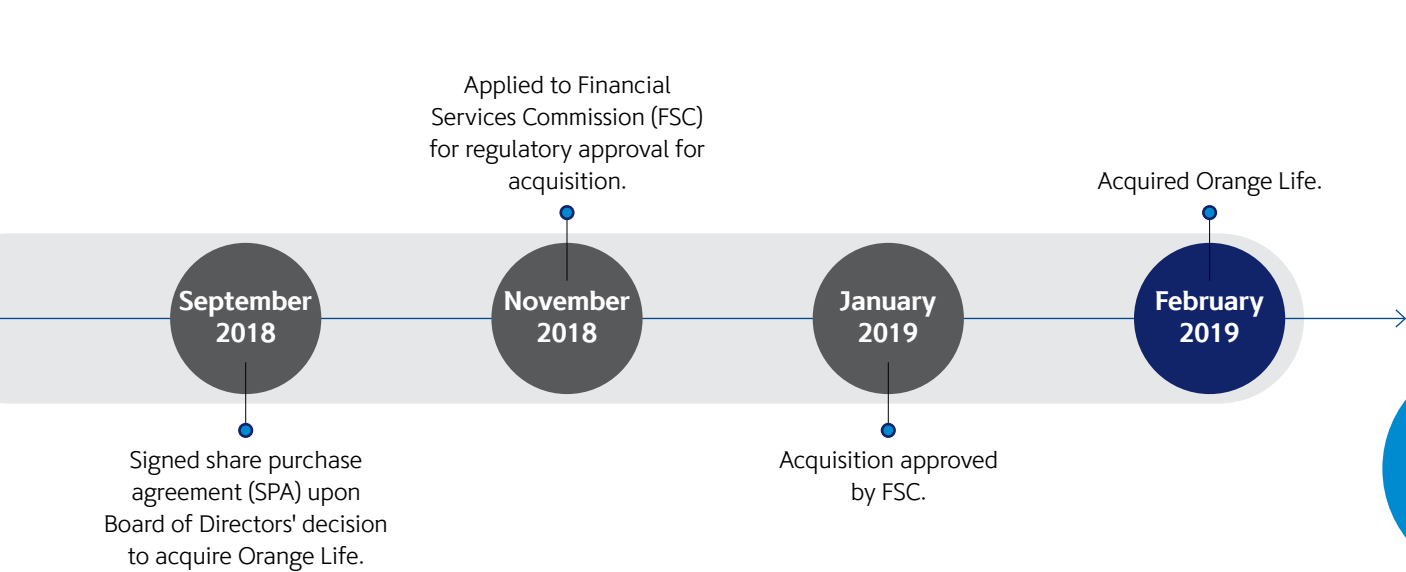 Applied to Financial
Services Commission (FSC)
for regulatory approval for
acquisition.
Acquired Orange Life.
September
2018
November
2018
January
2019
February
2019
Signed share purchase
agreement (SPA) upon
Board of Directors' decision
to acquire Orange Life.
Acquisition approved
by FSC.